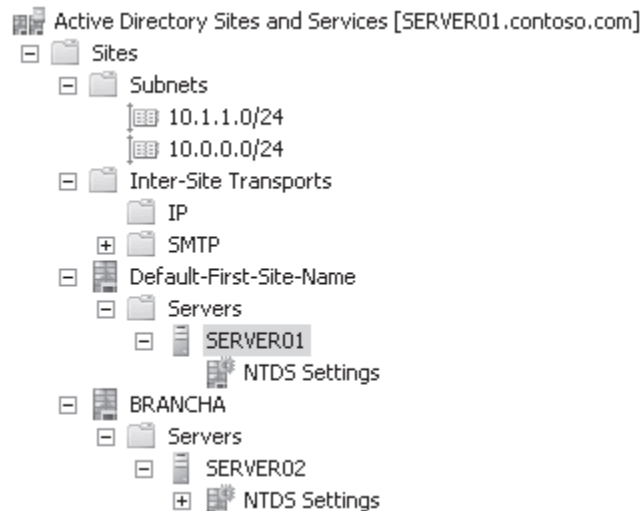 Active Directory Sites and Services [SERVER01.contoso.com]
Sites
Subnets
10.1.1.0/24
10.0.0.0/24
Inter-Site Transports
IP
SMTP
Default-First-Site-Name
Servers
SERVER01
NTDS Settings
BRANCHA
Servers
SERVER02
NTDS Settings